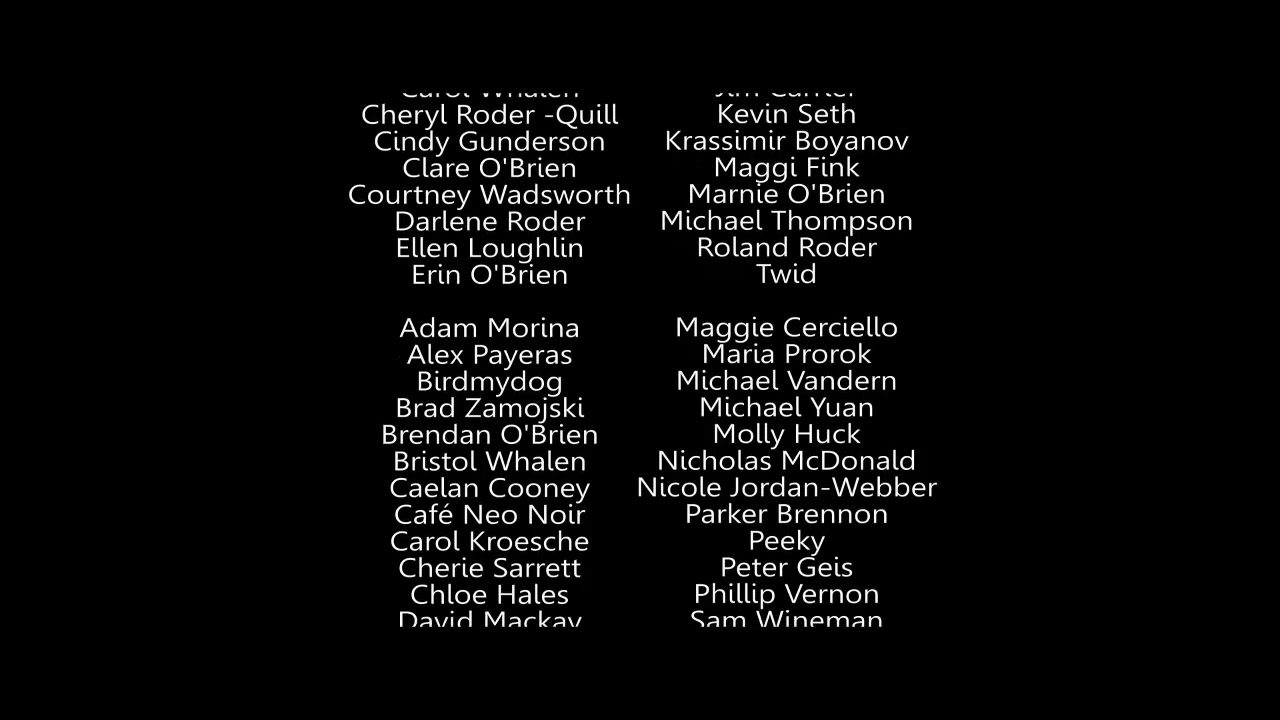 Carol Whalen
Cheryl Roder -Quill
Cindy Gunderson
Clare O'Brien
Courtney Wadsworth
Darlene Roder
Ellen Loughlin
Erin O'Brien
Kevin Seth
Krassimir Boyanov
Maggi Fink
Marnie O'Brien
Michael Thompson
Roland Roder
Twid
Adam Morina
Alex Payeras
Birdmydog
Brad Zamojski
Brendan O'Brien
Bristol Whalen
Caelan Cooney
Café Neo Noir
Carol Kroesche
Cherie Sarrett
Chloe Hales
David Mackay
Maggie Cerciello
Maria Prorok
Michael Vandern
Michael Yuan
Molly Huck
Nicholas McDonald
Nicole Jordan-Webber
Parker Brennon
Peeky
Peter Geis
Phillip Vernon
Sam Wineman